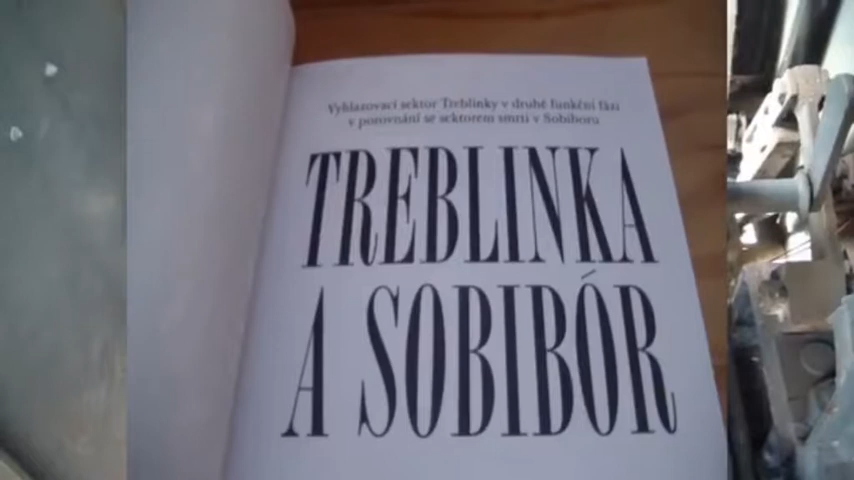 Vyhlazovací sektor Treblinky v druhé funkční fázi
v porovnání se sektorem smrti v Sobiboru
TREBLINKA
A SOBIBÓR